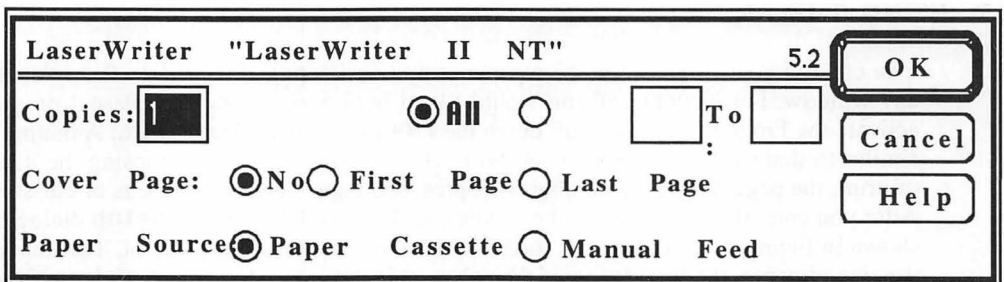 LaserWriter "LaserWriter II NT" 5.2 OK
Copies: 1 All To : Cancel
Cover Page: No First Page Last Page Help
Paper Source Paper Cassette Manual Feed